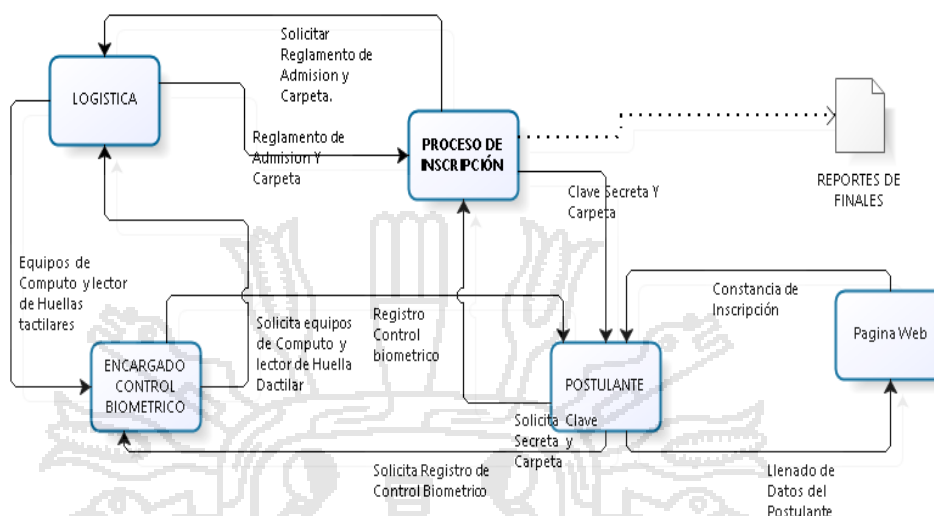 Solicitar
Reglamento de
Admision y
Carpeta.
LOGISTICA
Reglamento de
Admision Y
Carpeta
PROCESO DE
INSCRIPCIÓN
REPORTES DE
FINALES
Clave Secreta Y
Carpeta
Equipos de
Computo y lector
de Huellas
tactilares
Solicita equipos
de Computo y
lector de Huella
Dactilar
Registro
Control
biometrico
Constancia de
Inscripción
Pagina Web
ENCARGADO
CONTROL
BIOMETRICO
POSTULANTE
Solicita Clave
Secreta y
Carpeta
Solicita Registro de
Control Biometrico
Llenado de
Datos del
Postulante